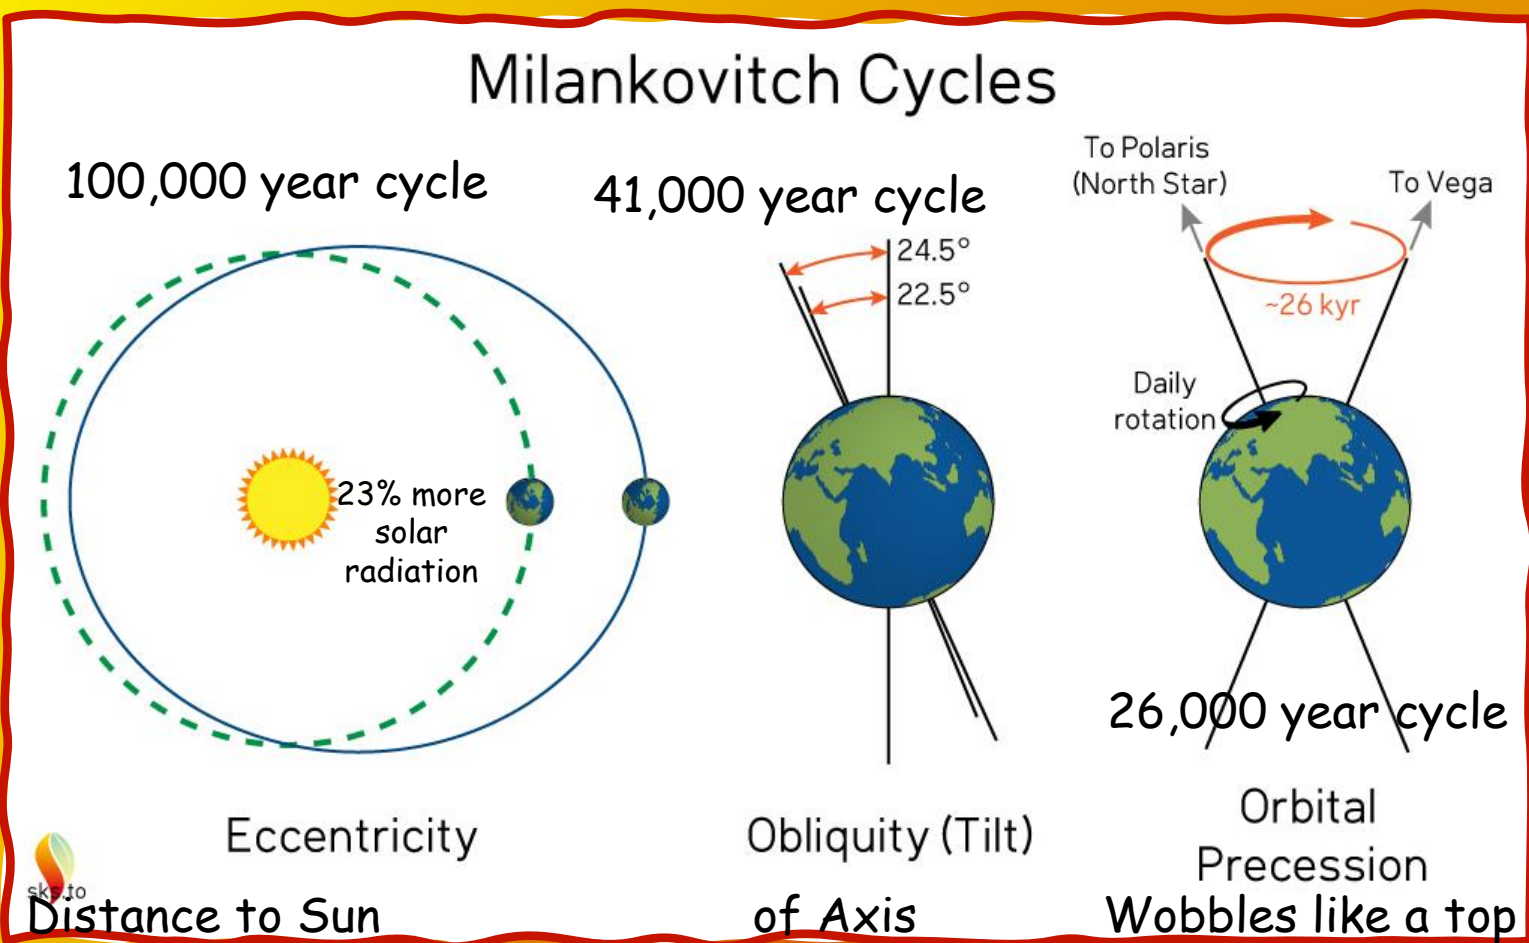 Milankovitch Cycles
100,000 year cycle
23% more
solar
radiation
Eccentricity
Distance to Sun
sks.to
41,000 year cycle
24.5°
22.5°
Obliquity (Tilt)
of Axis
To Polaris
(North Star)
To Vega
~26 kyr
Daily
rotation
26,000 year cycle
Orbital
Precession
Wobbles like a top